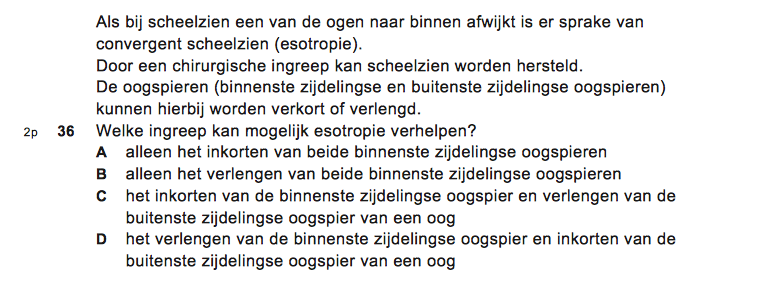 Als bij scheelzien een van de ogen naar binnen afwijkt is er sprake van
convergent scheelzien (esotropie).
Door een chirurgische ingreep kan scheelzien worden hersteld.
De oogspieren (binnenste zijdelingse en buitenste zijdelingse oogspieren)
kunnen hierbij worden verkort of verlengd.
2p 36 Welke ingreep kan mogelijk esotropie verhelpen?
A alleen het inkorten van beide binnenste zijdelingse oogspieren
B alleen het verlengen van beide binnenste zijdelingse oogspieren
C het inkorten van de binnenste zijdelingse oogspier en verlengen van de
buitenste zijdelingse oogspier van een oog
D het verlengen van de binnenste zijdelingse oogspier en inkorten van de
buitenste zijdelingse oogspier van een oog